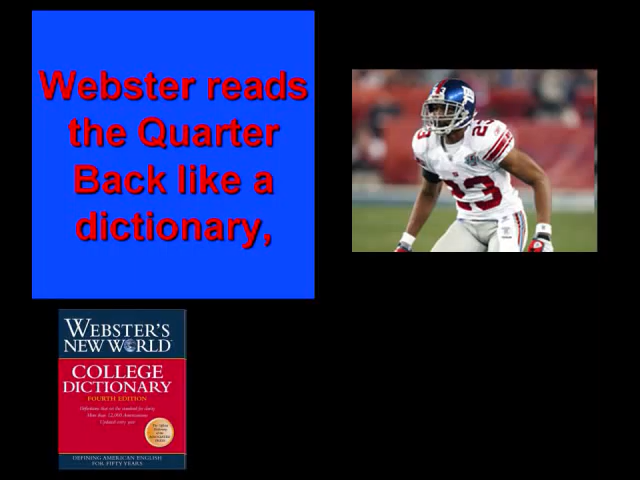 Webster reads
the Quarter
Back like a
dictionary,
23
23
WEBSTER'S
NEW WORLD
COLLEGE
DICTIONARY
FOURTH EDITION
DEFINING AMERICAN ENGLISH
FOR FIFTY YEARS